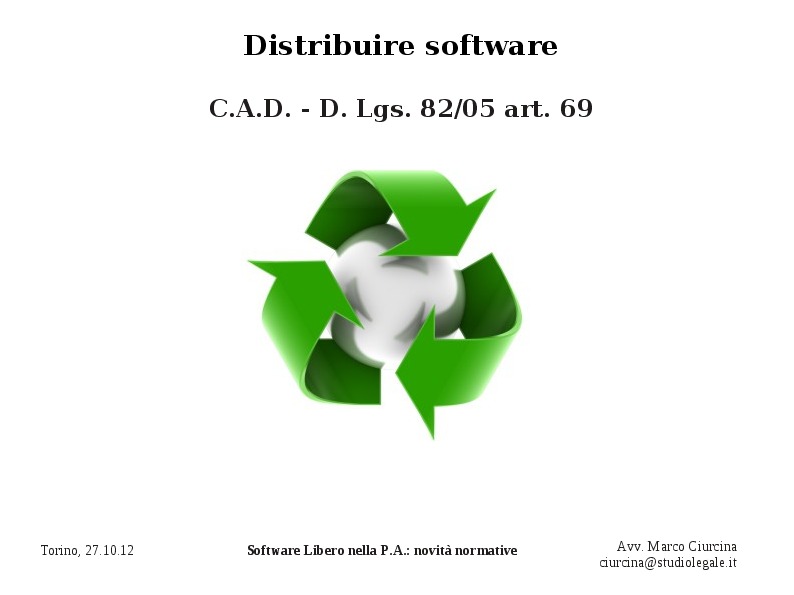 Distribuire software
C.A.D. - D. Lgs. 82/05 art. 69
Torino, 27.10.12
Software Libero nella P.A.: novità normative
Avv. Marco Ciurcina
ciurcina@studiolegale.it